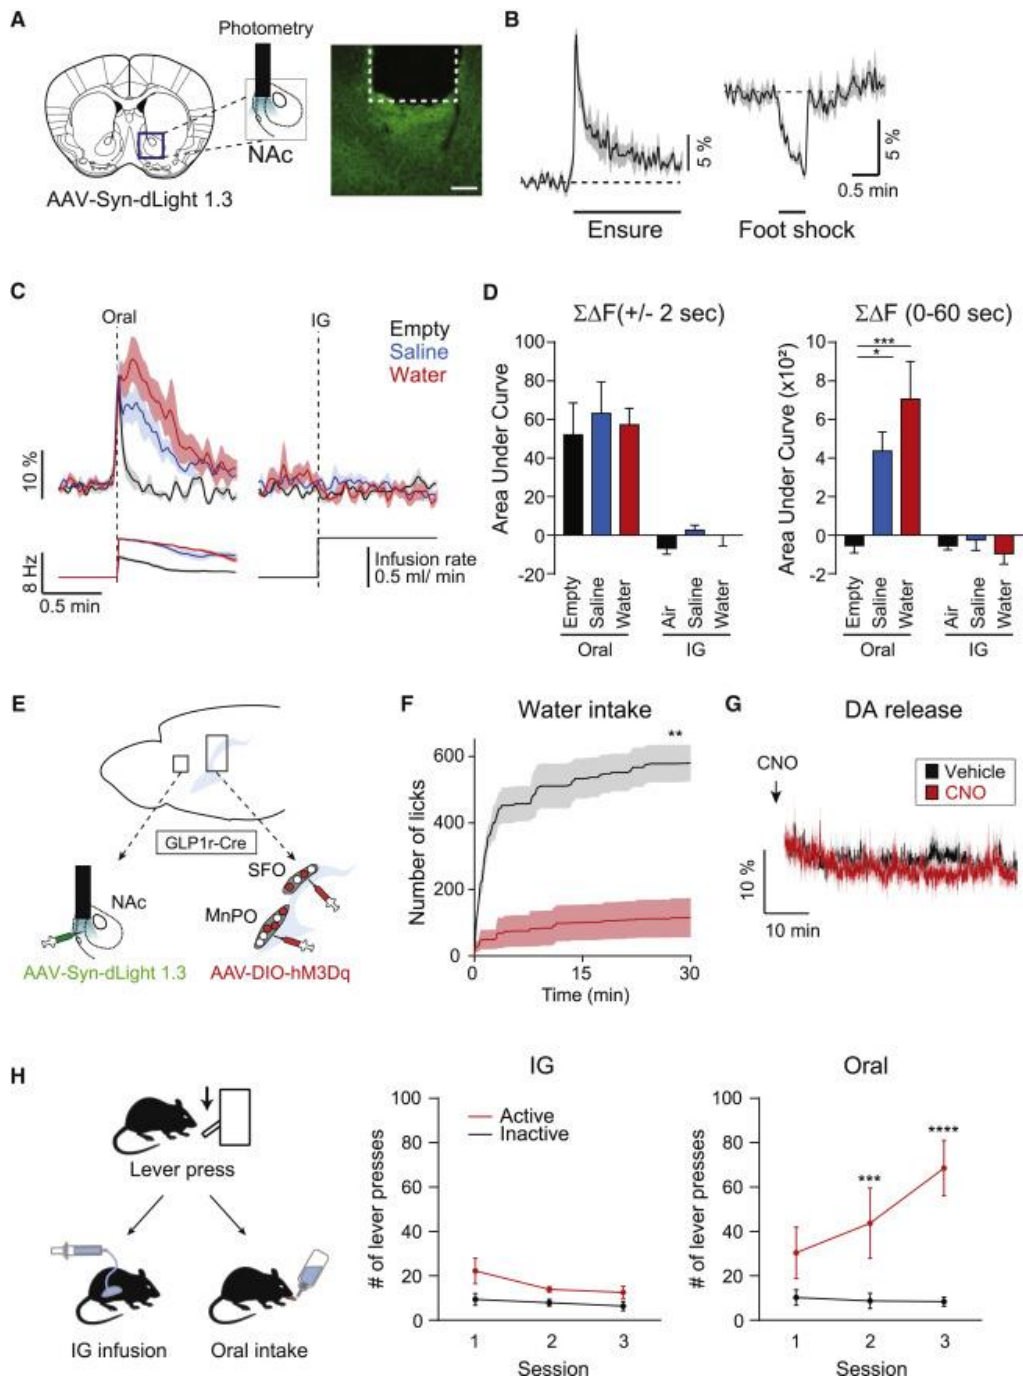 A
Photometry
NAc
AAV-Syn-dLight 1.3
B
5 %
5 %
0.5 min
Ensure
Foot shock
C
Oral
IG
Empty
Saline
Water
10 %
8 Hz
0.5 min
Infusion rate
0.5 ml/ min
D
ΣΔF(+/- 2 sec)
Area Under Curve
100
80
60
40
20
0
-20
Empty
Saline
Water
Air
Saline
Water
Oral
IG
ΣΔF (0-60 sec)
Area Under Curve (x10²)
10
8
6
4
2
0
-2
***
*
Empty
Saline
Water
Air
Saline
Water
Oral
IG
E
GLP1r-Cre
NAc
SFO
MnPO
AAV-Syn-dLight 1.3
AAV-DIO-hM3Dq
F
Water intake
**
Number of licks
600
400
200
0
0
15
30
Time (min)
G
DA release
CNO
Vehicle
CNO
10 %
10 min
H
Lever press
IG infusion
Oral intake
IG
Active
Inactive
# of lever presses
100
80
60
40
20
0
1
2
3
Session
Oral
# of lever presses
100
80
60
40
20
0
***
****
1
2
3
Session